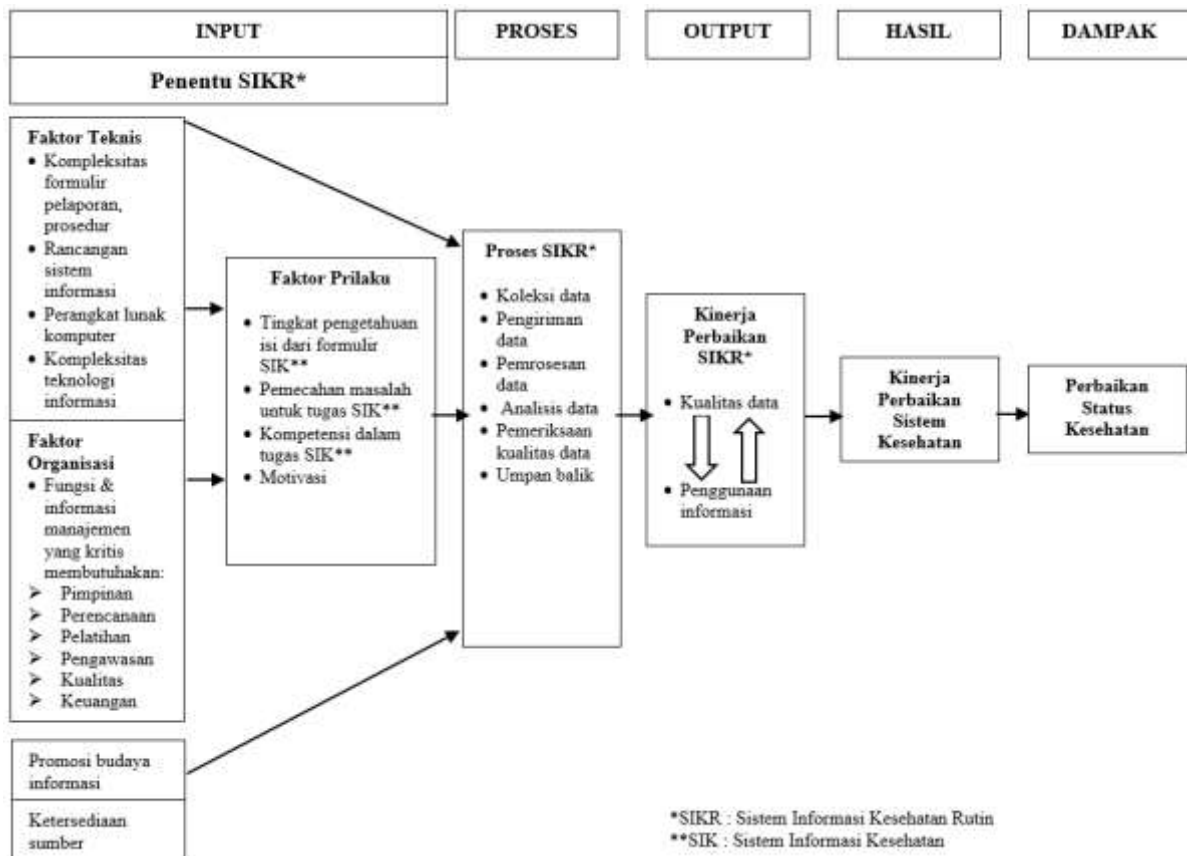 INPUT
PROSES
OUTPUT
HASIL
DAMPAK
Penentu SIKR*
Faktor Teknis
• Kompleksitas
formulir
pelaporan,
prosedur
• Rancangan
sistem
informasi
• Perangkat lunak
komputer
• Kompleksitas
teknologi
informasi
Faktor
Organisasi
• Fungsi &
informasi
manajemen
yang kritis
membutuhakan:
➢ Pimpinan
➢ Perencanaan
➢ Pelatihan
➢ Pengawasan
➢ Kualitas
➢ Keuangan
Promosi budaya
informasi
Ketersediaan
sumber
Faktor Prilaku
• Tingkat pengetahuan
isi dari formulir
SIK**
• Pemecahan masalah
untuk tugas SIK**
• Kompetensi dalam
tugas SIK**
• Motivasi
Proses SIKR*
• Koleksi data
• Pengiriman
data
• Pemrosesan
data
• Analisis data
• Pemeriksaan
kualitas data
• Umpan balik
Kinerja
Perbaikan
SIKR*
• Kualitas data
• Penggunaan
informasi
Kinerja
Perbaikan
Sistem
Kesehatan
Perbaikan
Status
Kesehatan
*SIKR : Sistem Informasi Kesehatan Rutin
**SIK : Sistem Informasi Kesehatan